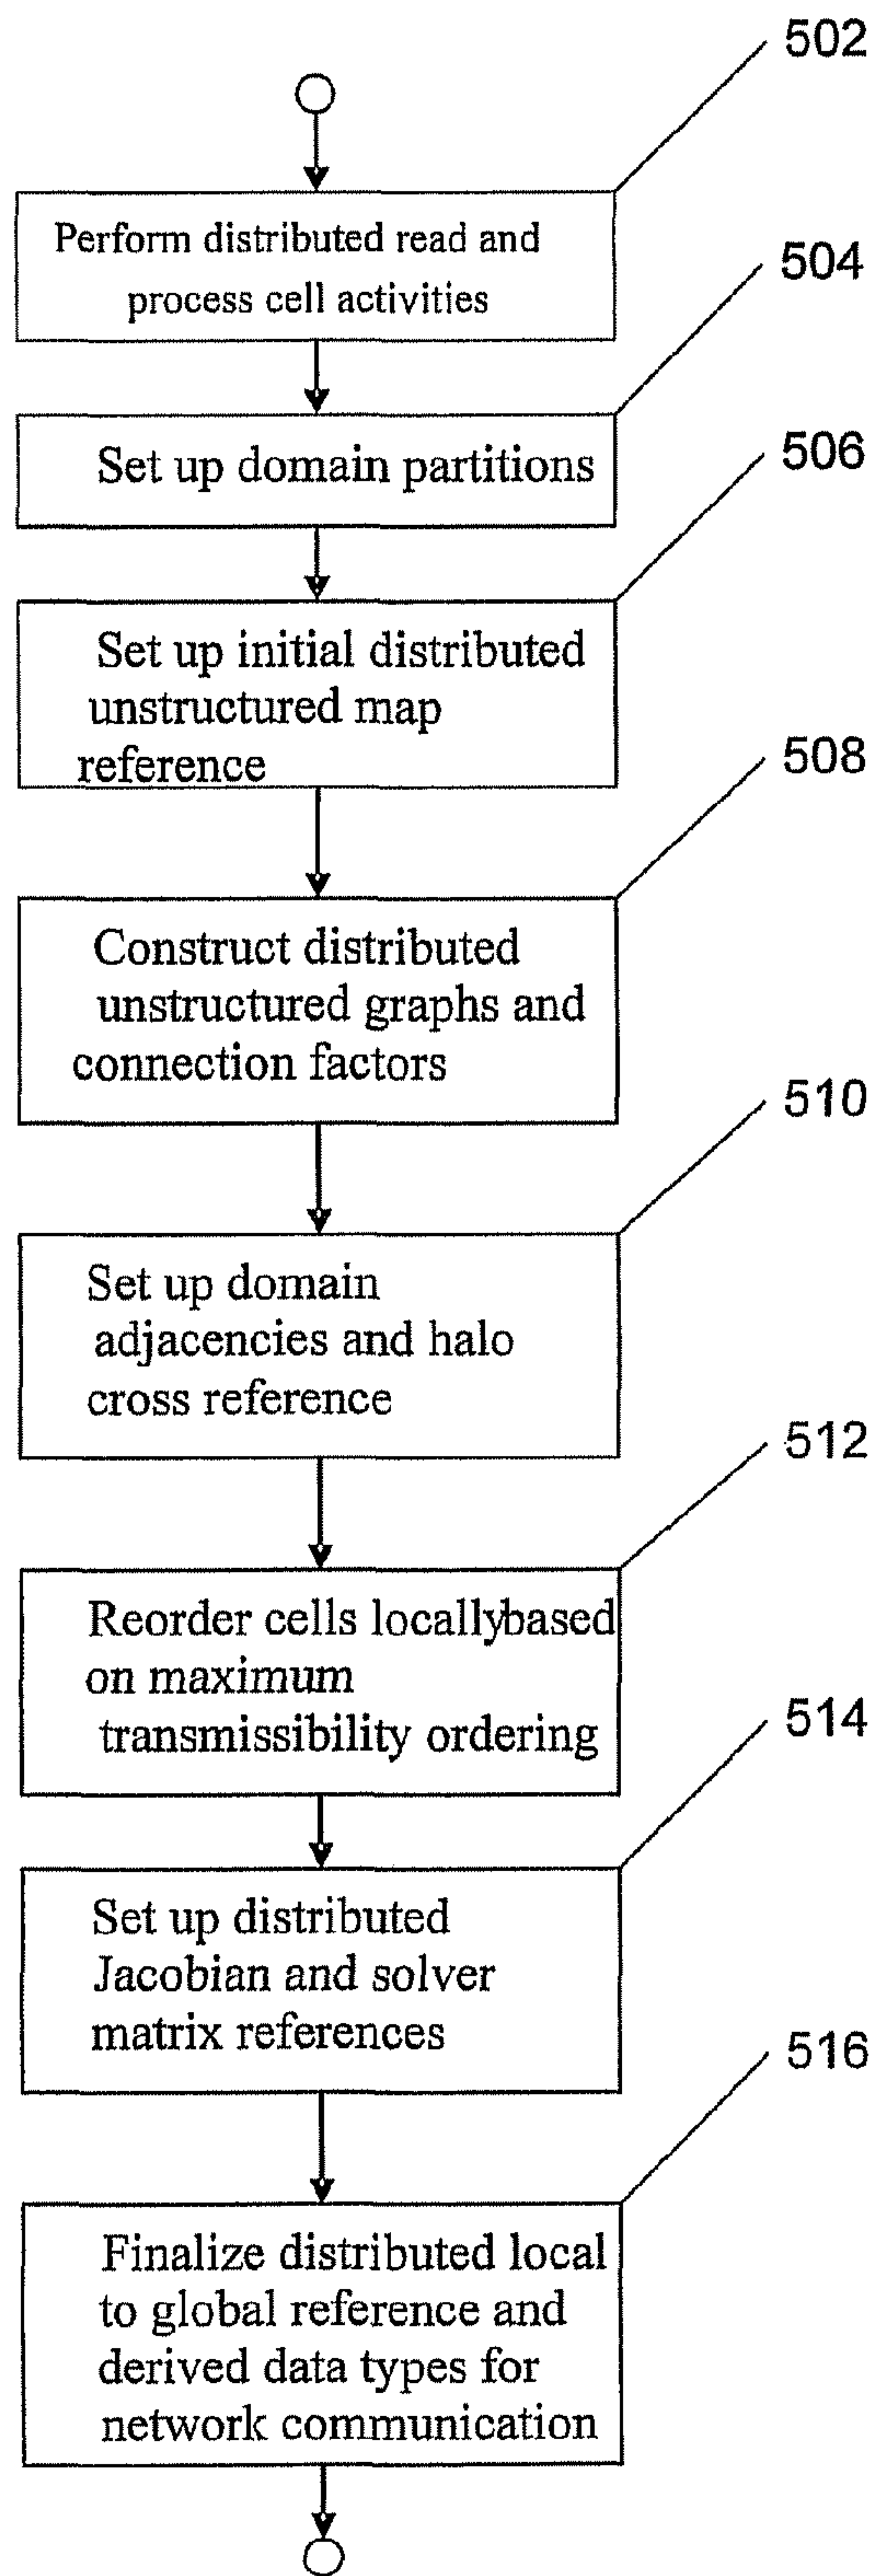 502
Perform distributed read and
process cell activities
504
Set up domain partitions
506
Set up initial distributed
unstructured map
reference
508
Construct distributed
unstructured graphs and
connection factors
510
Set up domain
adjacencies and halo
cross reference
512
Reorder cells locallybased
on maximum
transmissibility ordering
514
Set up distributed
Jacobian and solver
matrix references
516
Finalize distributed local
to global reference and
derived data types for
network communication